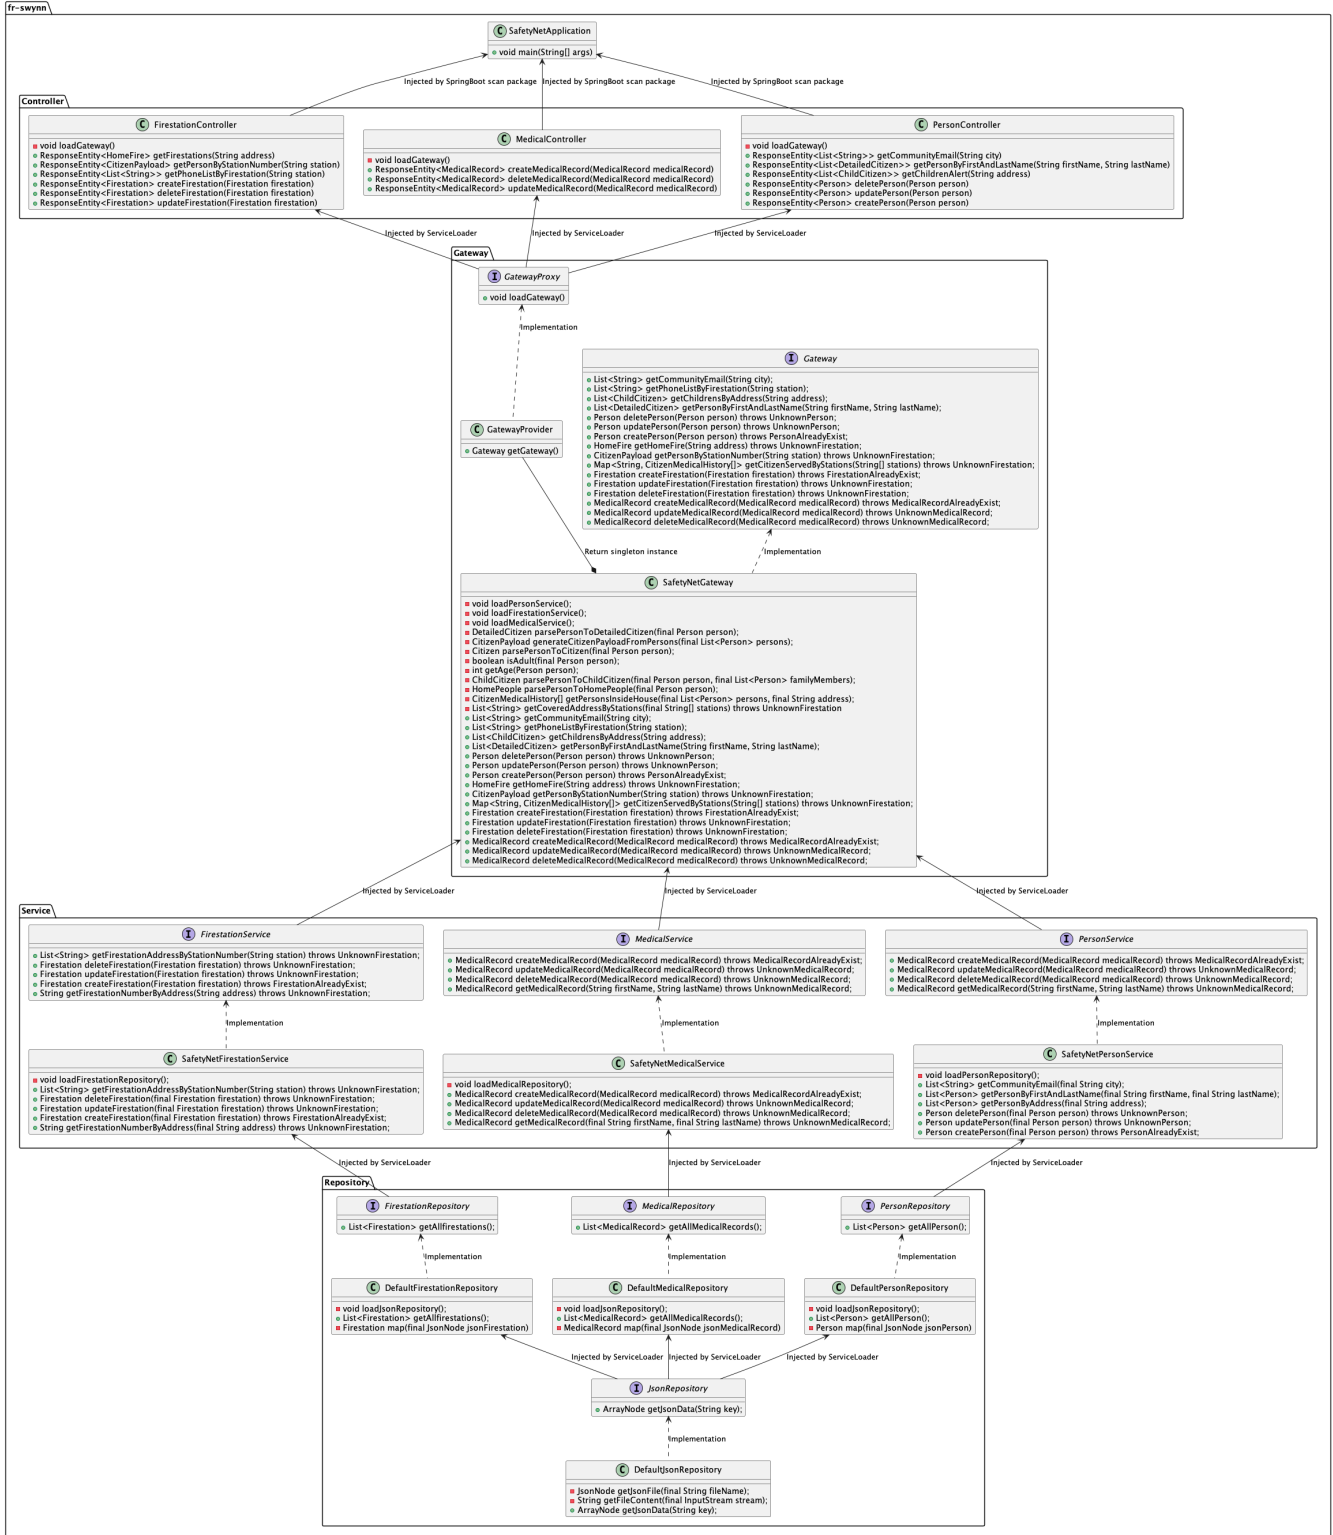 fr-swynn
C SafetyNetApplication
void main(String[] args)
Injected by SpringBoot scan package
Injected by SpringBoot scan package
Injected by SpringBoot scan package
Controller
C FirestationController
void loadGateway()
ResponseEntity<HomeFire> getFirestations(String address)
ResponseEntity<CitizenPayload> getPersonByStationNumber(String station)
ResponseEntity<List<String>> getPhoneListByFirestation(String station)
ResponseEntity<Firestation> createFirestation(Firestation firestation)
ResponseEntity<Firestation> deleteFirestation(Firestation firestation)
ResponseEntity<Firestation> updateFirestation(Firestation firestation)
C MedicalController
void loadGateway()
ResponseEntity<MedicalRecord> createMedicalRecord(MedicalRecord medicalRecord)
ResponseEntity<MedicalRecord> deleteMedicalRecord(MedicalRecord medicalRecord)
ResponseEntity<MedicalRecord> updateMedicalRecord(MedicalRecord medicalRecord)
C PersonController
void loadGateway()
ResponseEntity<List<String>> getCommunityEmail(String city)
ResponseEntity<List<DetailedCitizen>> getPersonByFirstAndLastName(String firstName, String lastName)
ResponseEntity<List<ChildCitizen>> getChildrenAlert(String address)
ResponseEntity<Person> deletePerson(Person person)
ResponseEntity<Person> updatePerson(Person person)
ResponseEntity<Person> createPerson(Person person)
Injected by ServiceLoader
Injected by ServiceLoader
Injected by ServiceLoader
Gateway
I GatewayProxy
void loadGateway()
Implementation
I Gateway
List<String> getCommunityEmail(String city);
List<String> getPhoneListByFirestation(String station);
List<ChildCitizen> getChildrensByAddress(String address);
List<DetailedCitizen> getPersonByFirstAndLastName(String firstName, String lastName);
Person deletePerson(Person person) throws UnknownPerson;
Person updatePerson(Person person) throws UnknownPerson;
Person createPerson(Person person) throws PersonAlreadyExist;
HomeFire getHomeFire(String address) throws UnknownFirestation;
CitizenPayload getPersonByStationNumber(String station) throws UnknownFirestation;
Map<String, CitizenMedicalHistory[]> getCitizenServedByStations(String[] stations) throws UnknownFirestation;
Firestation createFirestation(Firestation firestation) throws FirestationAlreadyExist;
Firestation updateFirestation(Firestation firestation) throws UnknownFirestation;
Firestation deleteFirestation(Firestation firestation) throws UnknownFirestation;
MedicalRecord createMedicalRecord(MedicalRecord medicalRecord) throws MedicalRecordAlreadyExist;
MedicalRecord updateMedicalRecord(MedicalRecord medicalRecord) throws UnknownMedicalRecord;
MedicalRecord deleteMedicalRecord(MedicalRecord medicalRecord) throws UnknownMedicalRecord;
C GatewayProvider
Gateway getGateway()
Return singleton instance
Implementation
C SafetyNetGateway
void loadPersonService();
void loadFirestationService();
void loadMedicalService();
DetailedCitizen parsePersonToDetailedCitizen(final Person person);
CitizenPayload generateCitizenPayloadFromPersons(final List<Person> persons);
Citizen parsePersonToCitizen(final Person person);
boolean isAdult(final Person person);
int getAge(Person person);
ChildCitizen parsePersonToChildCitizen(final Person person, final List<Person> familyMembers);
HomePeople parsePersonToHomePeople(final Person person);
CitizenMedicalHistory[] getPersonsInsideHouse(final List<Person> persons, final String address);
List<String> getCoveredAddressByStations(final String[] stations) throws UnknownFirestation
List<String> getCommunityEmail(String city);
List<String> getPhoneListByFirestation(String station);
List<ChildCitizen> getChildrensByAddress(String address);
List<DetailedCitizen> getPersonByFirstAndLastName(String firstName, String lastName);
Person deletePerson(Person person) throws UnknownPerson;
Person updatePerson(Person person) throws UnknownPerson;
Person createPerson(Person person) throws PersonAlreadyExist;
HomeFire getHomeFire(String address) throws UnknownFirestation;
CitizenPayload getPersonByStationNumber(String station) throws UnknownFirestation;
Map<String, CitizenMedicalHistory[]> getCitizenServedByStations(String[] stations) throws UnknownFirestation;
Firestation createFirestation(Firestation firestation) throws FirestationAlreadyExist;
Firestation updateFirestation(Firestation firestation) throws UnknownFirestation;
Firestation deleteFirestation(Firestation firestation) throws UnknownFirestation;
MedicalRecord createMedicalRecord(MedicalRecord medicalRecord) throws MedicalRecordAlreadyExist;
MedicalRecord updateMedicalRecord(MedicalRecord medicalRecord) throws UnknownMedicalRecord;
MedicalRecord deleteMedicalRecord(MedicalRecord medicalRecord) throws UnknownMedicalRecord;
Injected by ServiceLoader
Injected by ServiceLoader
Injected by ServiceLoader
Service
I FirestationService
List<String> getFirestationAddressByStationNumber(String station) throws UnknownFirestation;
Firestation deleteFirestation(Firestation firestation) throws UnknownFirestation;
Firestation updateFirestation(Firestation firestation) throws UnknownFirestation;
Firestation createFirestation(Firestation firestation) throws FirestationAlreadyExist;
String getFirestationNumberByAddress(String address) throws UnknownFirestation;
I MedicalService
MedicalRecord createMedicalRecord(MedicalRecord medicalRecord) throws MedicalRecordAlreadyExist;
MedicalRecord updateMedicalRecord(MedicalRecord medicalRecord) throws UnknownMedicalRecord;
MedicalRecord deleteMedicalRecord(MedicalRecord medicalRecord) throws UnknownMedicalRecord;
MedicalRecord getMedicalRecord(String firstName, String lastName) throws UnknownMedicalRecord;
I PersonService
MedicalRecord createMedicalRecord(MedicalRecord medicalRecord) throws MedicalRecordAlreadyExist;
MedicalRecord updateMedicalRecord(MedicalRecord medicalRecord) throws UnknownMedicalRecord;
MedicalRecord deleteMedicalRecord(MedicalRecord medicalRecord) throws UnknownMedicalRecord;
MedicalRecord getMedicalRecord(String firstName, String lastName) throws UnknownMedicalRecord;
Implementation
Implementation
Implementation
C SafetyNetFirestationService
void loadFirestationRepository();
List<String> getFirestationAddressByStationNumber(String station) throws UnknownFirestation;
Firestation deleteFirestation(final Firestation firestation) throws UnknownFirestation;
Firestation updateFirestation(final Firestation firestation) throws UnknownFirestation;
Firestation createFirestation(final Firestation firestation) throws FirestationAlreadyExist;
String getFirestationNumberByAddress(final String address) throws UnknownFirestation;
C SafetyNetMedicalService
void loadMedicalRepository();
MedicalRecord createMedicalRecord(MedicalRecord medicalRecord) throws MedicalRecordAlreadyExist;
MedicalRecord updateMedicalRecord(MedicalRecord medicalRecord) throws UnknownMedicalRecord;
MedicalRecord deleteMedicalRecord(MedicalRecord medicalRecord) throws UnknownMedicalRecord;
MedicalRecord getMedicalRecord(final String firstName, final String lastName) throws UnknownMedicalRecord;
C SafetyNetPersonService
void loadPersonRepository();
List<String> getCommunityEmail(final String city);
List<Person> getPersonByFirstAndLastName(final String firstName, final String lastName);
List<Person> getPersonByAddress(final String address);
Person deletePerson(final Person person) throws UnknownPerson;
Person updatePerson(final Person person) throws UnknownPerson;
Person createPerson(final Person person) throws PersonAlreadyExist;
Injected by ServiceLoader
Injected by ServiceLoader
Injected by ServiceLoader
Repository
I FirestationRepository
List<Firestation> getAllfirestations();
I MedicalRepository
List<MedicalRecord> getAllMedicalRecords();
I PersonRepository
List<Person> getAllPerson();
Implementation
Implementation
Implementation
C DefaultFirestationRepository
void loadJsonRepository();
List<Firestation> getAllfirestations();
Firestation map(final JsonNode jsonFirestation)
C DefaultMedicalRepository
void loadJsonRepository();
List<MedicalRecord> getAllMedicalRecords();
MedicalRecord map(final JsonNode jsonMedicalRecord)
C DefaultPersonRepository
void loadJsonRepository();
List<Person> getAllPerson();
Person map(final JsonNode jsonPerson)
Injected by ServiceLoader
Injected by ServiceLoader
Injected by ServiceLoader
I JsonRepository
ArrayNode getJsonData(String key);
Implementation
C DefaultJsonRepository
JsonNode getJsonFile(final String fileName);
String getFileContent(final InputStream stream);
ArrayNode getJsonData(String key);